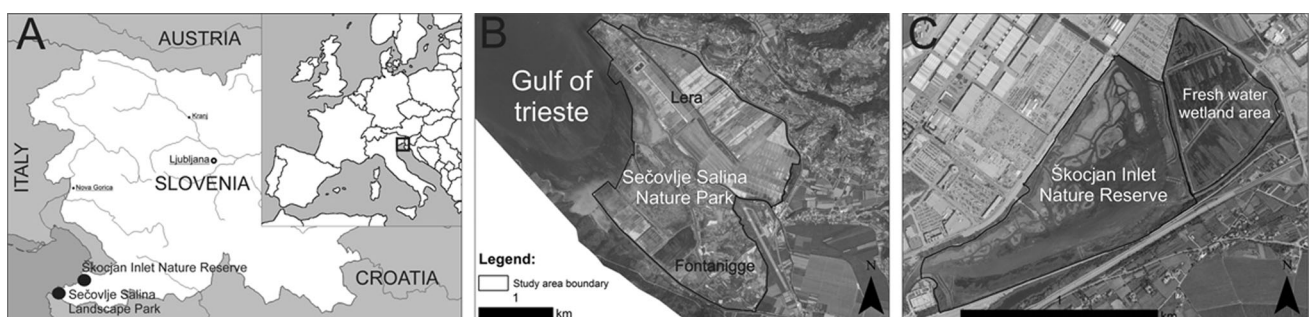 A
AUSTRIA
Kranj
Ljubljana
SLOVENIA
Nova Gorica
ITALY
Škocjan Inlet Nature Reserve
Sečovlje Salina
Landscape Park
CROATIA
B
Gulf of
trieste
Lera
Sečovlje Salina
Nature Park
Fontanigge
Legend:
Study area boundary
1
km
N
C
Fresh water
wetland area
Škocjan Inlet
Nature Reserve
1
km
N